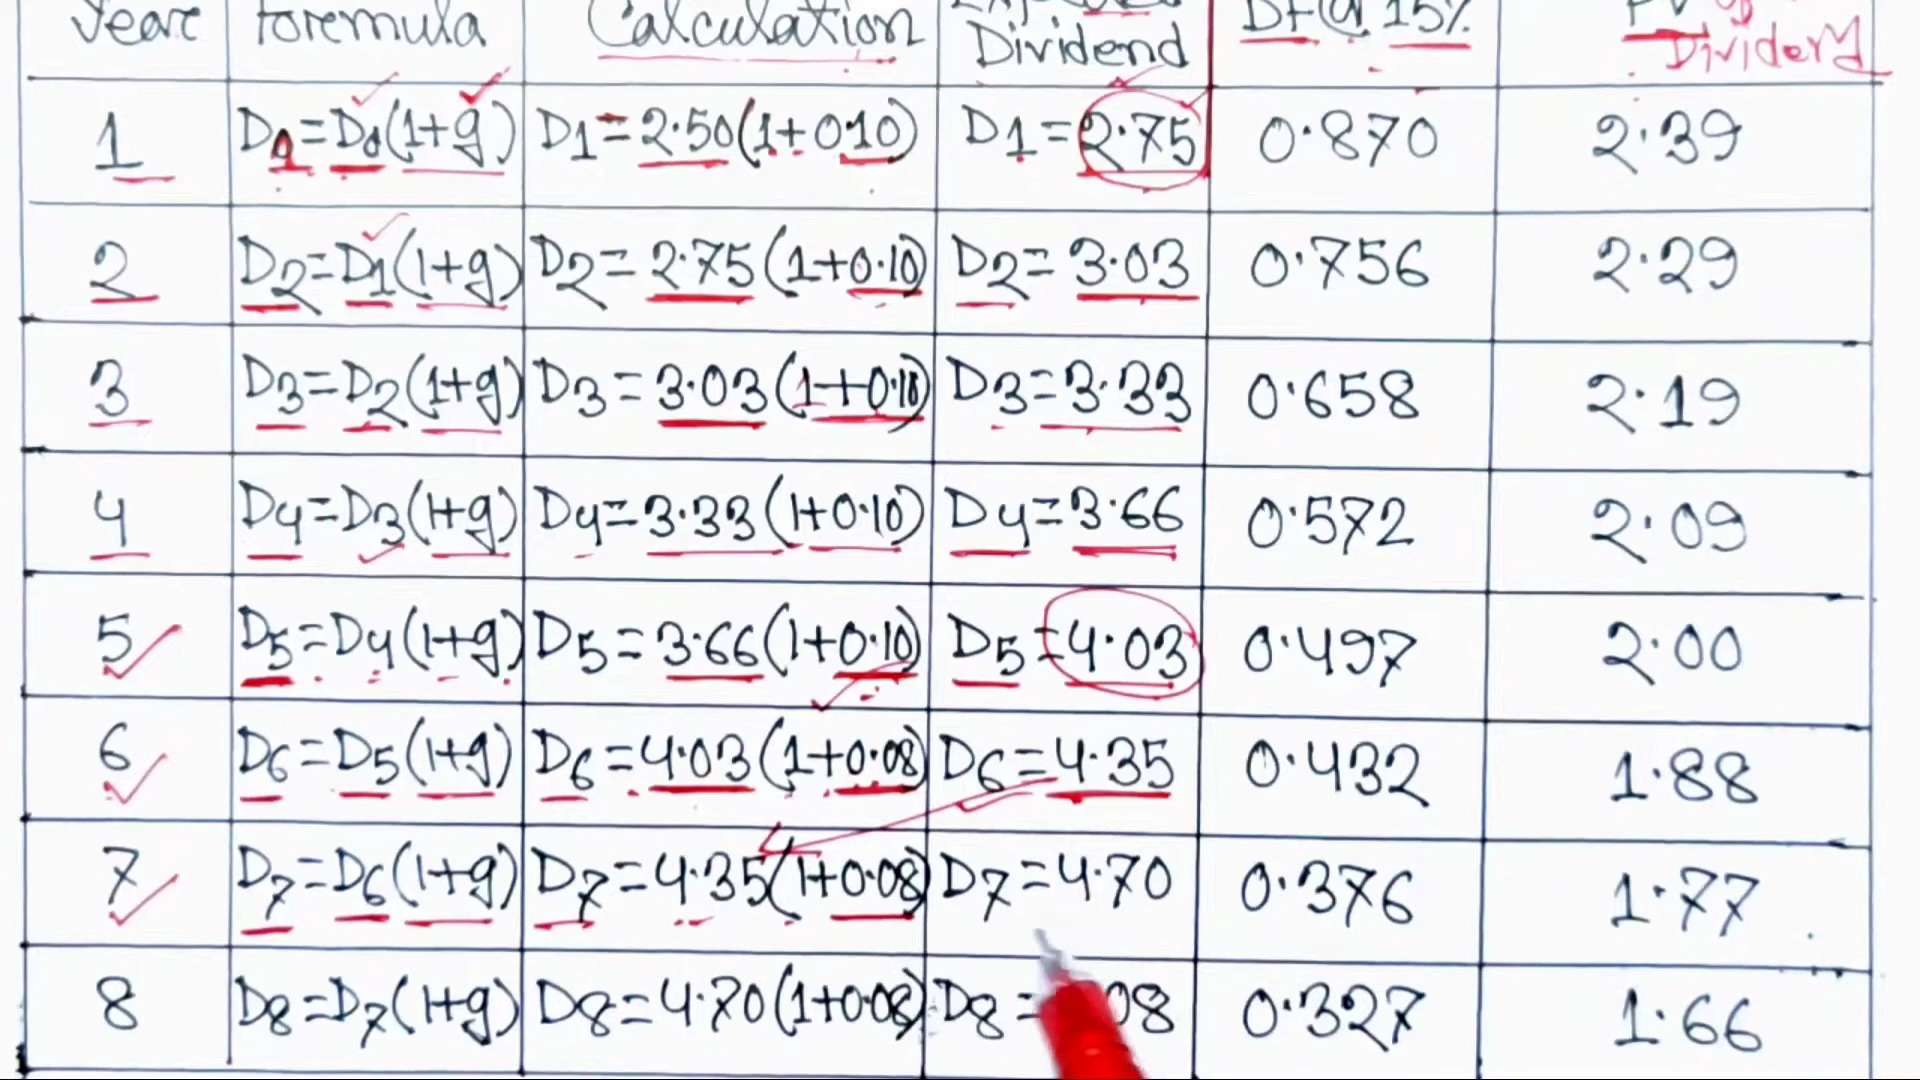 Year Formula Calculation Expected Dividend DF@ 15% PV of Dividend
1 D1=D0(1+g) D1=2.50(1+0.10) D1=2.75 0.870 2.39
2 D2=D1(1+g) D2=2.75(1+0.10) D2=3.03 0.756 2.29
3 D3=D2(1+g) D3=3.03(1+0.10) D3=3.33 0.658 2.19
4 D4=D3(1+g) D4=3.33(1+0.10) D4=3.66 0.572 2.09
5 D5=D4(1+g) D5=3.66(1+0.10) D5=4.03 0.497 2.00
6 D6=D5(1+g) D6=4.03(1+0.08) D6=4.35 0.432 1.88
7 D7=D6(1+g) D7=4.35(1+0.08) D7=4.70 0.376 1.77
8 D8=D7(1+g) D8=4.70(1+0.08) D8= 08 0.327 1.66